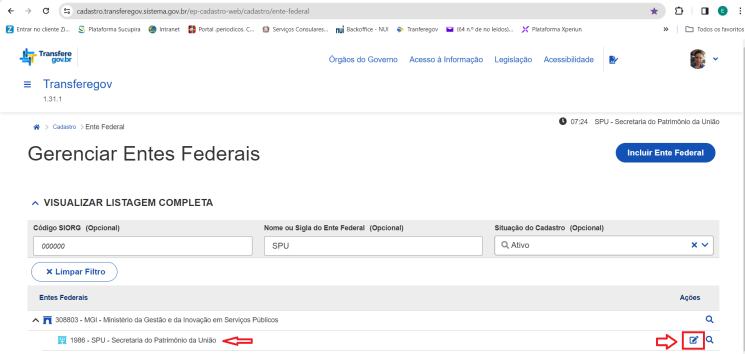 cadastro.transferegov.sistema.gov.br/ep-cadastro-web/cadastro/ente-federal
Entrar no cliente Zi... Plataforma Sucupira Intranet Portal .periodicos. C... Serviços Consulares... nui Backoffice - NUI Tranferegov (64 n.º de no leidos)... Plataforma Xperiun » Todos os favoritos
Transfere gov.br
Órgãos do Governo Acesso à Informação Legislação Acessibilidade
Transferegov
1.31.1
Cadastro > Ente Federal
07:24 SPU - Secretaria do Patrimônio da União
Gerenciar Entes Federais
Incluir Ente Federal
VISUALIZAR LISTAGEM COMPLETA
Código SIORG (Opcional) Nome ou Sigla do Ente Federal (Opcional) Situação do Cadastro (Opcional)
000000 SPU Ativo
Limpar Filtro
Entes Federais Ações
308803 - MGI - Ministério da Gestão e da Inovação em Serviços Públicos
1986 - SPU - Secretaria do Patrimônio da União